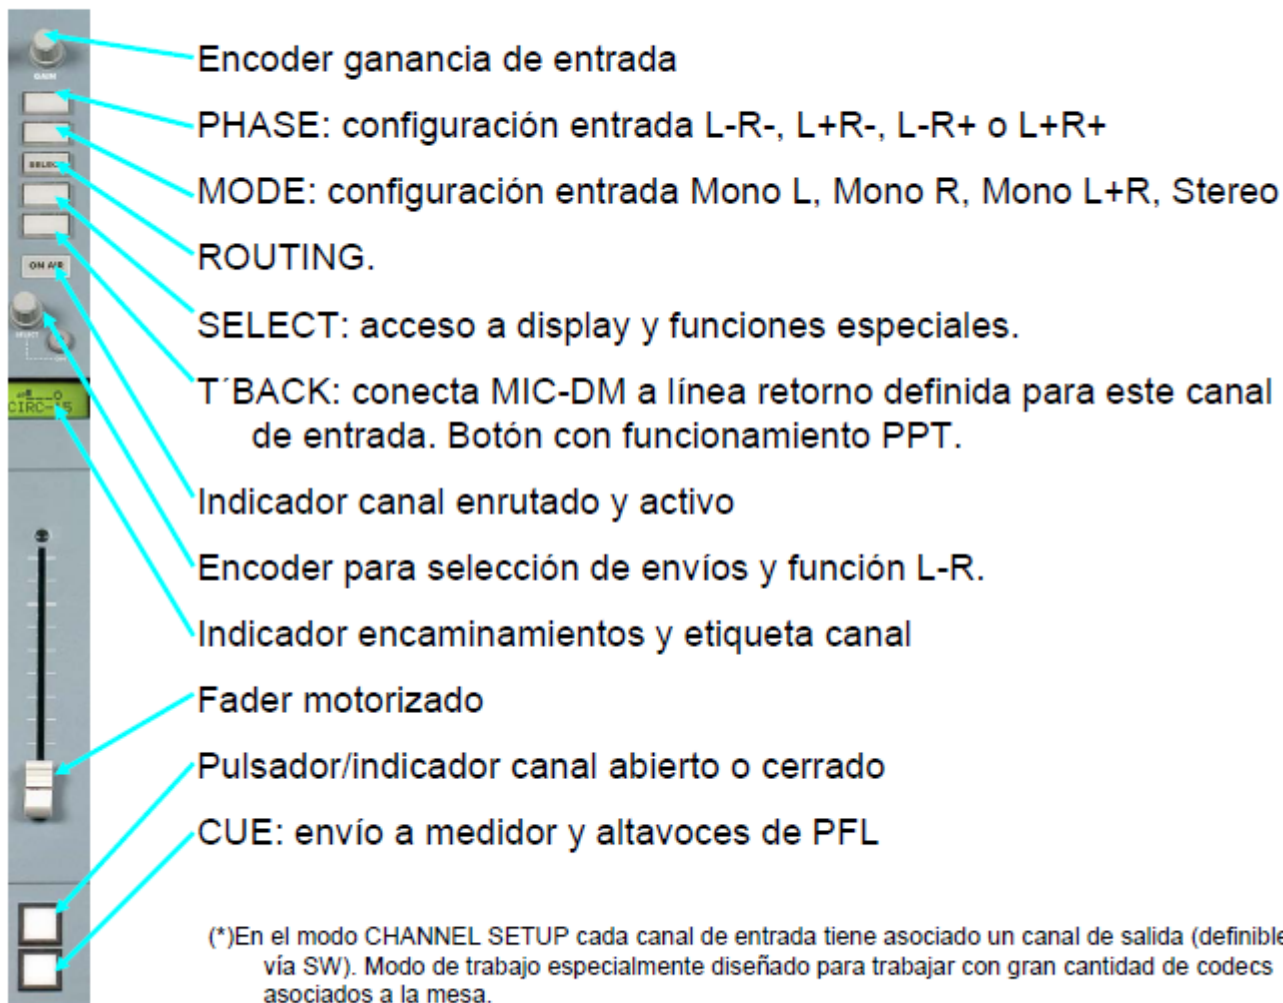 Encoder ganancia de entrada
GAIN
PHASE: configuración entrada L-R-, L+R-, L-R+ o L+R+
SELECT
MODE: configuración entrada Mono L, Mono R, Mono L+R, Stereo
ROUTING.
ON AIR
SELECT: acceso a display y funciones especiales.
SELECT
T´BACK: conecta MIC-DM a línea retorno definida para este canal
de entrada. Botón con funcionamiento PPT.
CIRC-15
Indicador canal enrutado y activo
Encoder para selección de envíos y función L-R.
Indicador encaminamientos y etiqueta canal
Fader motorizado
Pulsador/indicador canal abierto o cerrado
CUE: envío a medidor y altavoces de PFL
(*)En el modo CHANNEL SETUP cada canal de entrada tiene asociado un canal de salida (definible
vía SW). Modo de trabajo especialmente diseñado para trabajar con gran cantidad de codecs
asociados a la mesa.